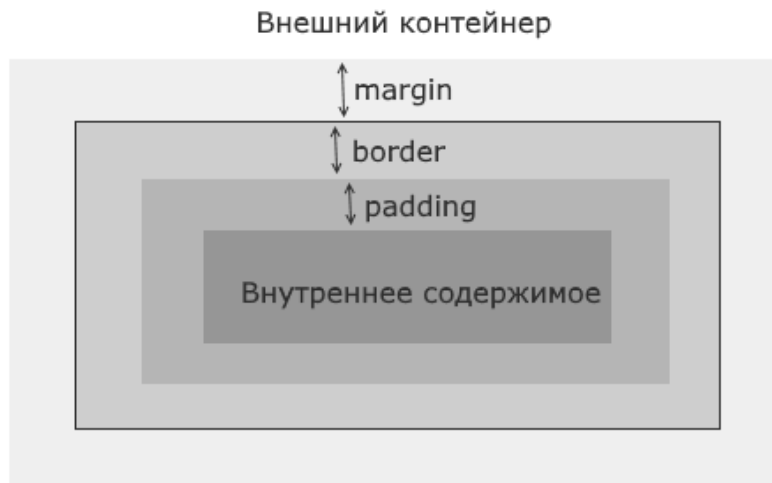 Внешний контейнер
margin
border
padding
Внутреннее содержимое